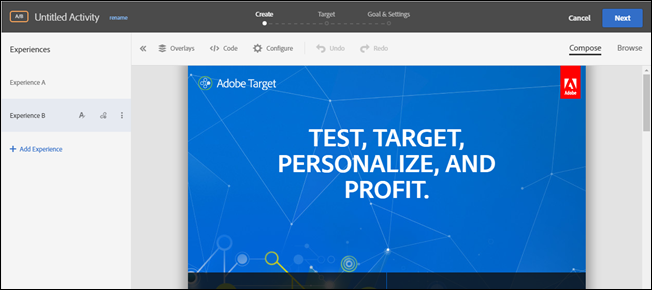 A/B Untitled Activity rename
Create Target Goal & Settings
Cancel Next
Experiences
Overlays </> Code Configure Undo Redo
Compose Browse
Experience A
Experience B A
+ Add Experience
Adobe Target
Adobe
TEST, TARGET,
PERSONALIZE, AND
PROFIT.